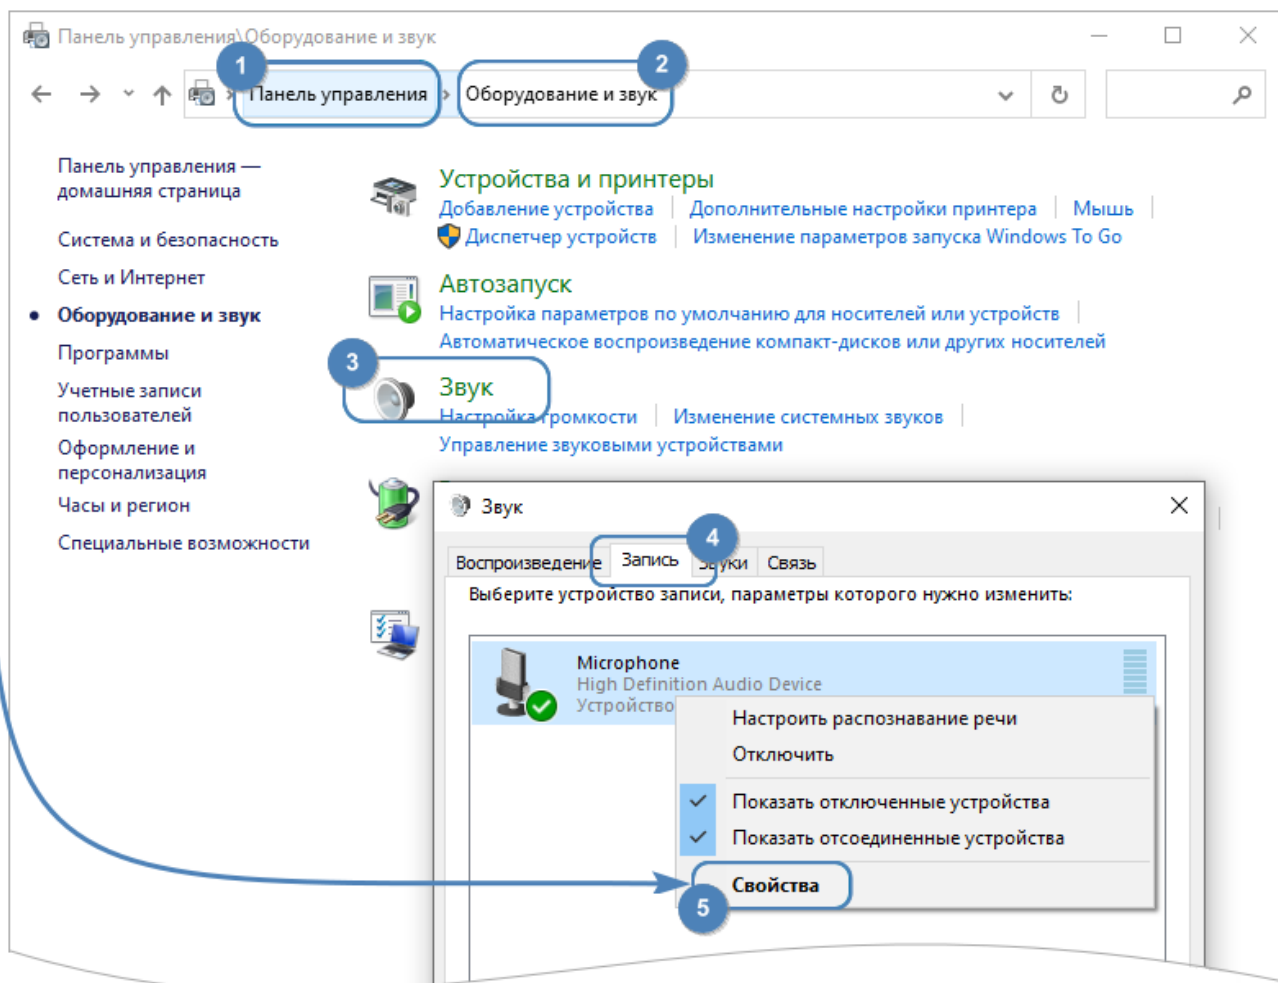 Панель управления\Оборудование и звук
1
2
Панель управления
Оборудование и звук
Панель управления —
домашняя страница
Система и безопасность
Сеть и Интернет
Оборудование и звук
Программы
Учетные записи
пользователей
Оформление и
персонализация
Часы и регион
Специальные возможности
Устройства и принтеры
Добавление устройства
Дополнительные настройки принтера
Мышь
Диспетчер устройств
Изменение параметров запуска Windows To Go
Автозапуск
Настройка параметров по умолчанию для носителей или устройств
Автоматическое воспроизведение компакт-дисков или других носителей
3
Звук
Настройка громкости
Изменение системных звуков
Управление звуковыми устройствами
Звук
4
Воспроизведение
Запись
Звуки
Связь
Выберите устройство записи, параметры которого нужно изменить:
Microphone
High Definition Audio Device
Устройство
Настроить распознавание речи
Отключить
Показать отключенные устройства
Показать отсоединенные устройства
Свойства
5